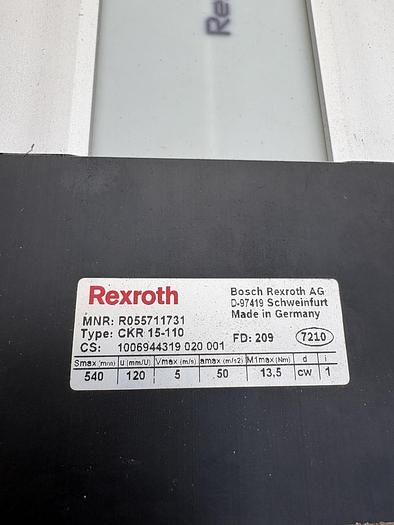 Re
Rexroth
Bosch Rexroth AG
D-97419 Schweinfurt
Made in Germany
MNR: R055711731
Type: CKR 15-110
FD: 209 7210
CS: 1006944319 020 001
Smax (mm) u (mm/U) Vmax (m/s) amax (m/s2) M1max (Nm) d i
540 120 5 50 13,5 cw 1